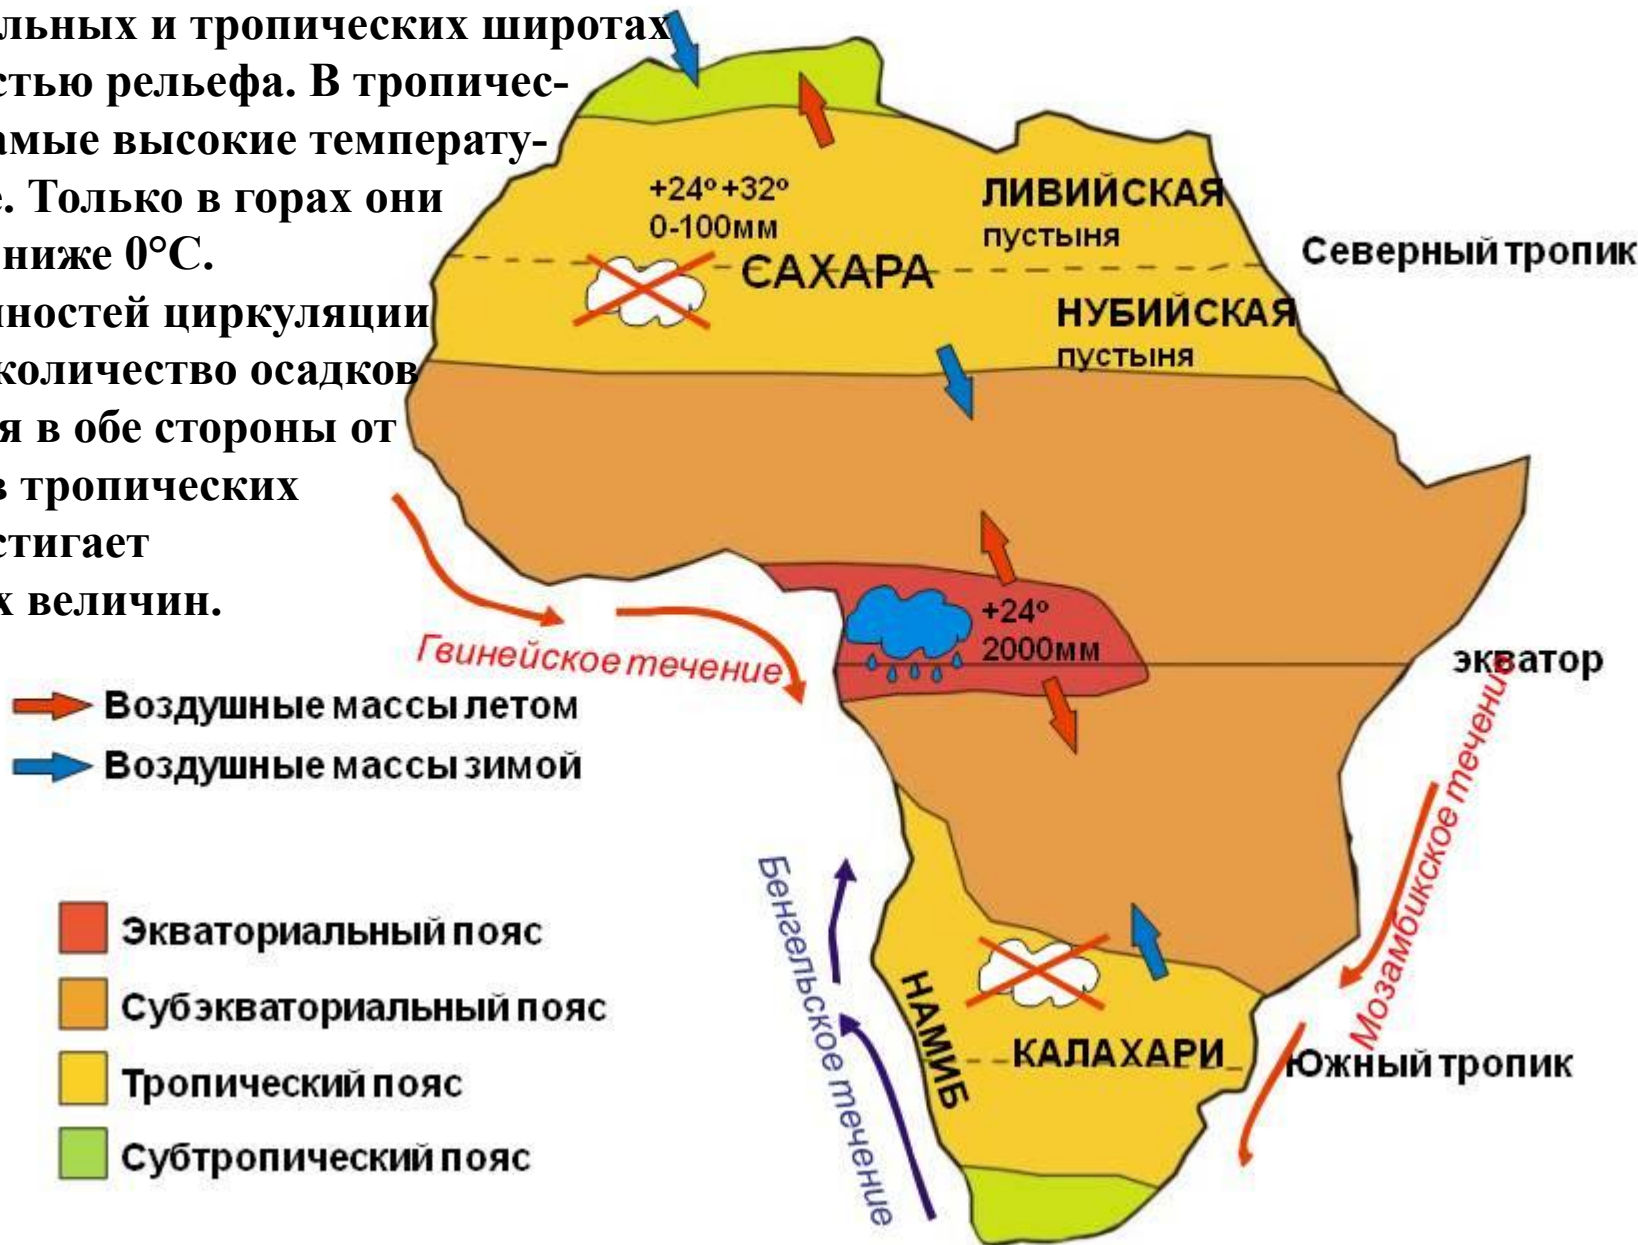 льных и тропических широтах
стью рельефа. В тропичес-
амые высокие температу-
е. Только в горах они
ниже 0°С.
ностей циркуляции
количество осадков
я в обе стороны от
в тропических
стигает
х величин.
+24º +32º
0-100мм
САХАРА
ЛИВИЙСКАЯ
пустыня
НУБИЙСКАЯ
пустыня
Северный тропик
+24º
2000мм
экватор
Гвинейское течение
Воздушные массы летом
Воздушные массы зимой
Мозамбикское течение
Бенгельское течение
НАМИБ
КАЛАХАРИ
Южный тропик
Экваториальный пояс
Субэкваториальный пояс
Тропический пояс
Субтропический пояс